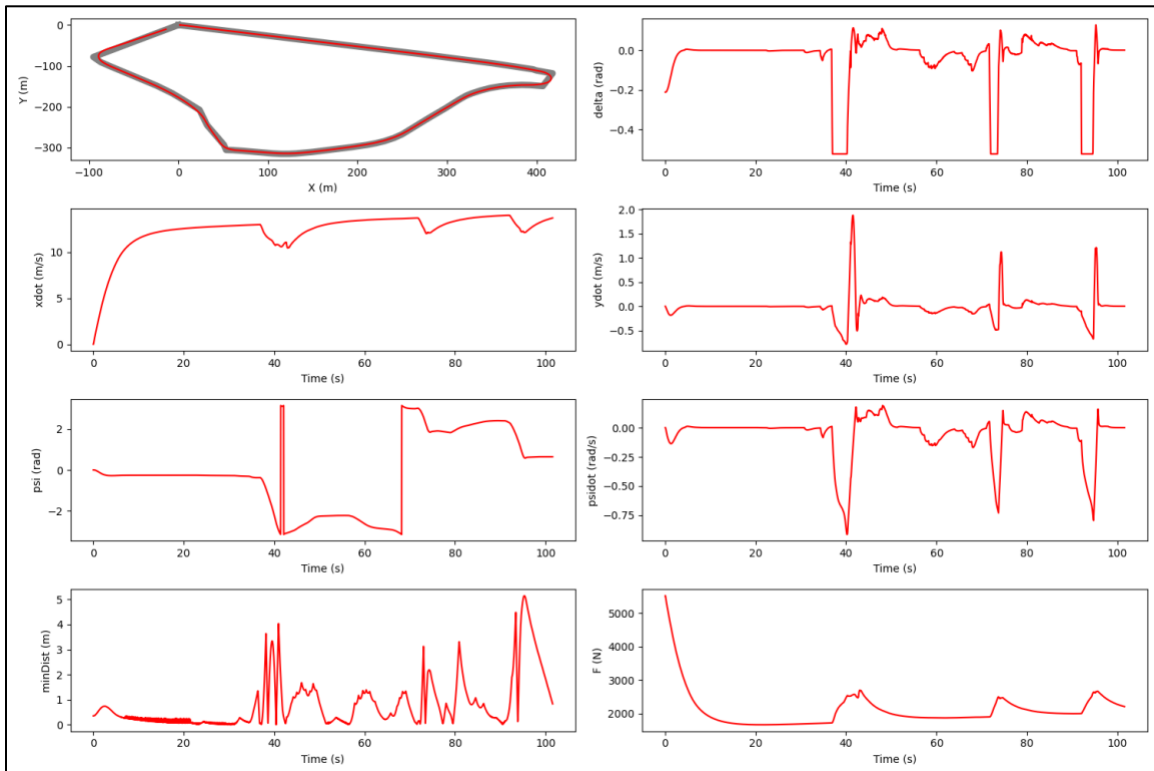 0
−100
−200
−300
Y (m)
−100 0 100 200 300 400
X (m)
0.0
−0.2
−0.4
delta (rad)
0 20 40 60 80 100
Time (s)
10
5
0
xdot (m/s)
0 20 40 60 80 100
Time (s)
2.0
1.5
1.0
0.5
0.0
−0.5
ydot (m/s)
0 20 40 60 80 100
Time (s)
2
0
−2
psi (rad)
0 20 40 60 80 100
Time (s)
0.00
−0.25
−0.50
−0.75
psidot (rad/s)
0 20 40 60 80 100
Time (s)
5
4
3
2
1
0
minDist (m)
0 20 40 60 80 100
Time (s)
5000
4000
3000
2000
F (N)
0 20 40 60 80 100
Time (s)